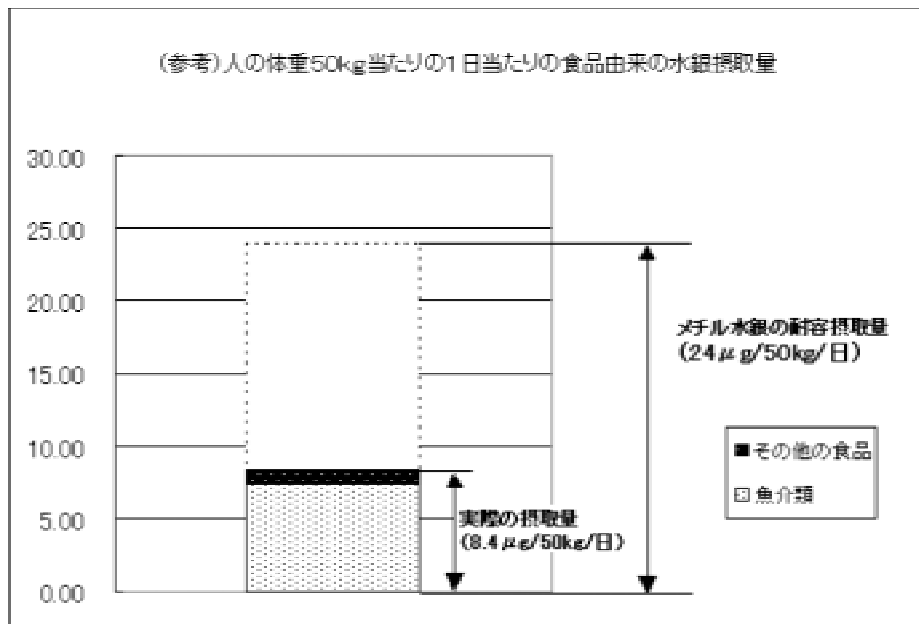 (参考)人の体重50kg当たりの1日当たりの食品由来の水銀摂取量
30.00
25.00
20.00
15.00
10.00
5.00
0.00
メチル水銀の耐容摂取量
(24μg/50kg/日)
実際の摂取量
(8.4μg/50kg/日)
■その他の食品
魚介類